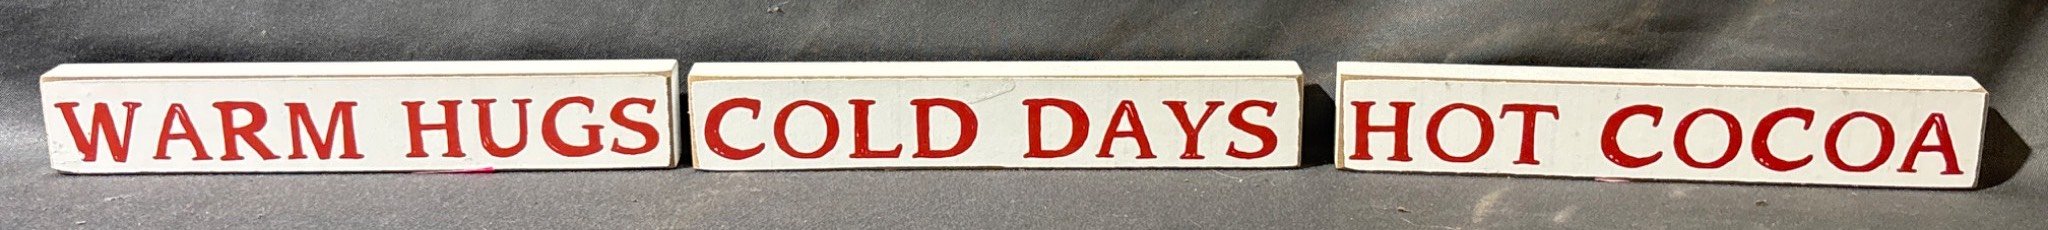 WARM HUGS
COLD DAYS
HOT COCOA